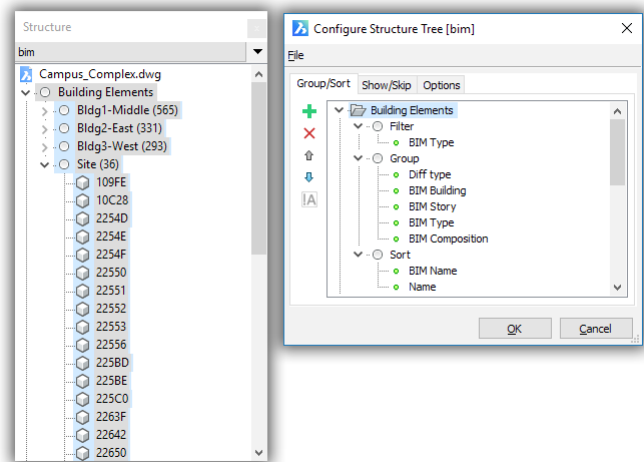 Structure
bim
Campus_Complex.dwg
Building Elements
Bldg1-Middle (565)
Bldg2-East (331)
Bldg3-West (293)
Site (36)
109FE
10C28
2254D
2254E
2254F
22550
22551
22552
22553
22556
225BD
225BE
225C0
2263F
22642
22650
Configure Structure Tree [bim]
File
Group/Sort Show/Skip Options
Building Elements
Filter
BIM Type
Group
Diff type
BIM Building
BIM Story
BIM Type
BIM Composition
Sort
BIM Name
Name
!A
OK Cancel